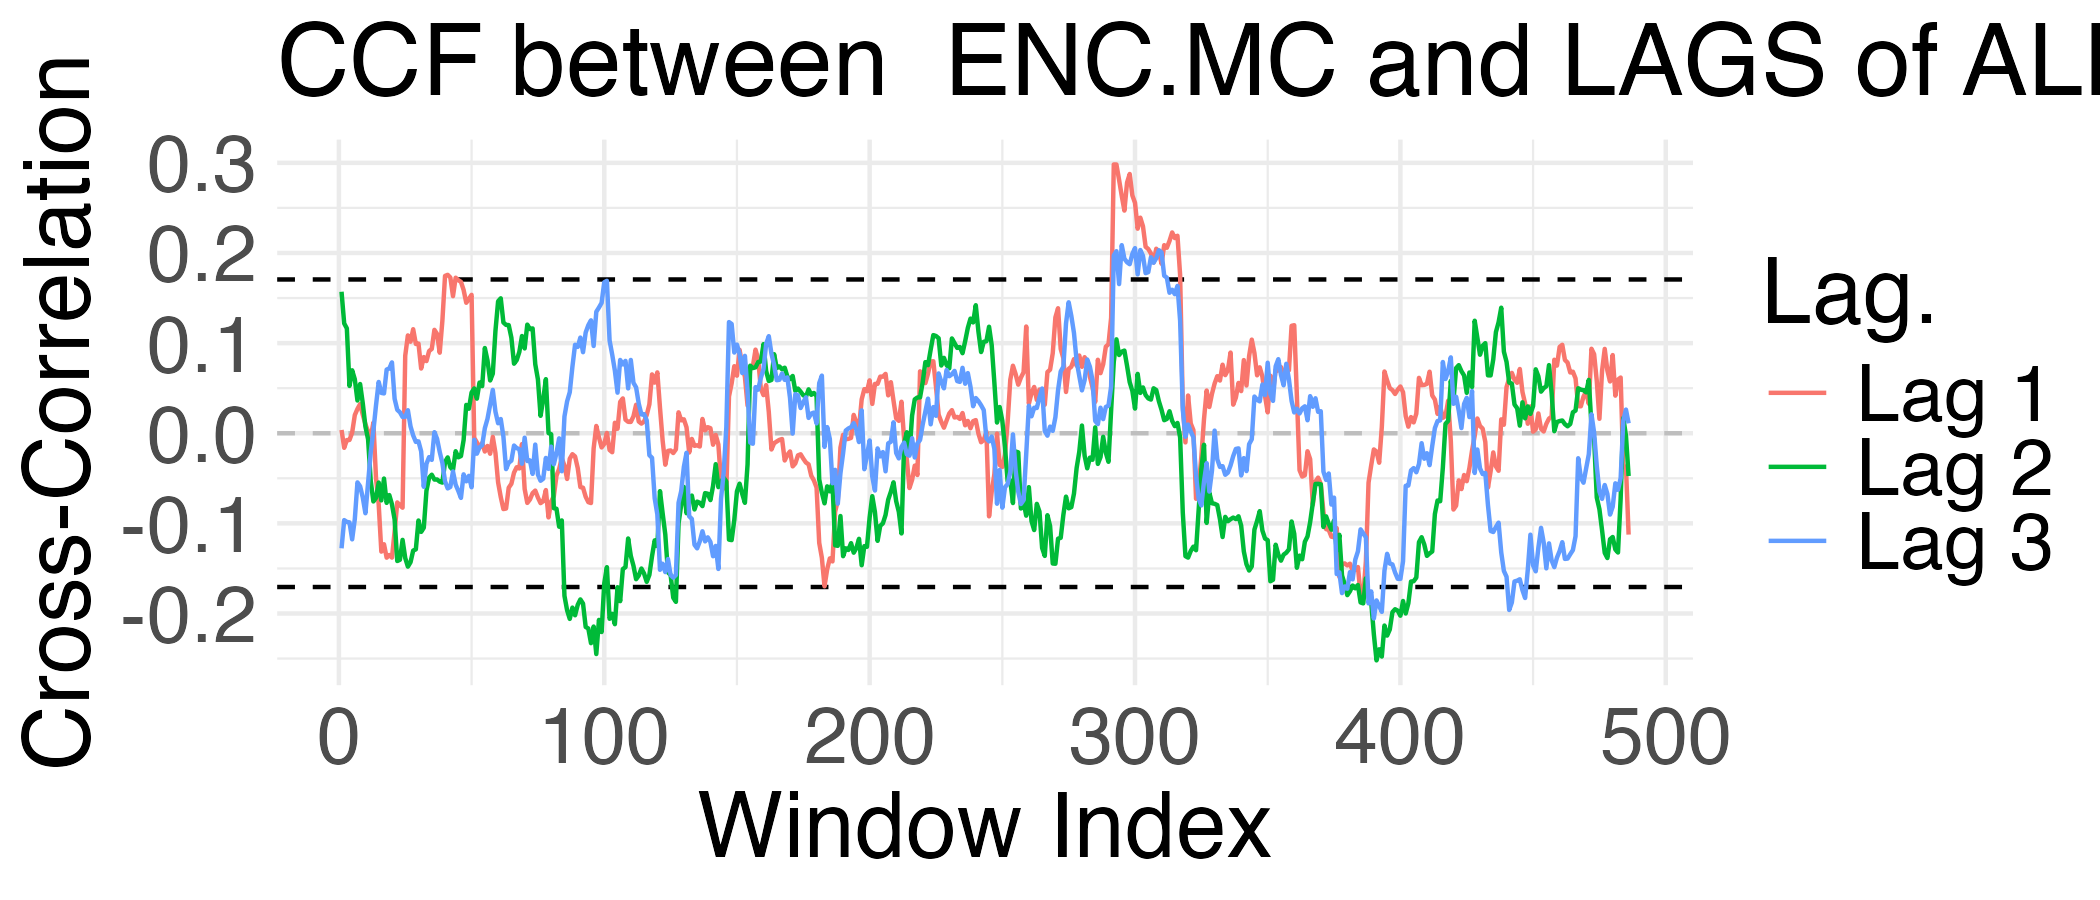 CCF between ENC.MC and LAGS of
Cross-Correlation
0.3
0.2
0.1
0.0
-0.1
-0.2
0 100 200 300 400 500
Window Index
Lag.
Lag 1
Lag 2
Lag 3